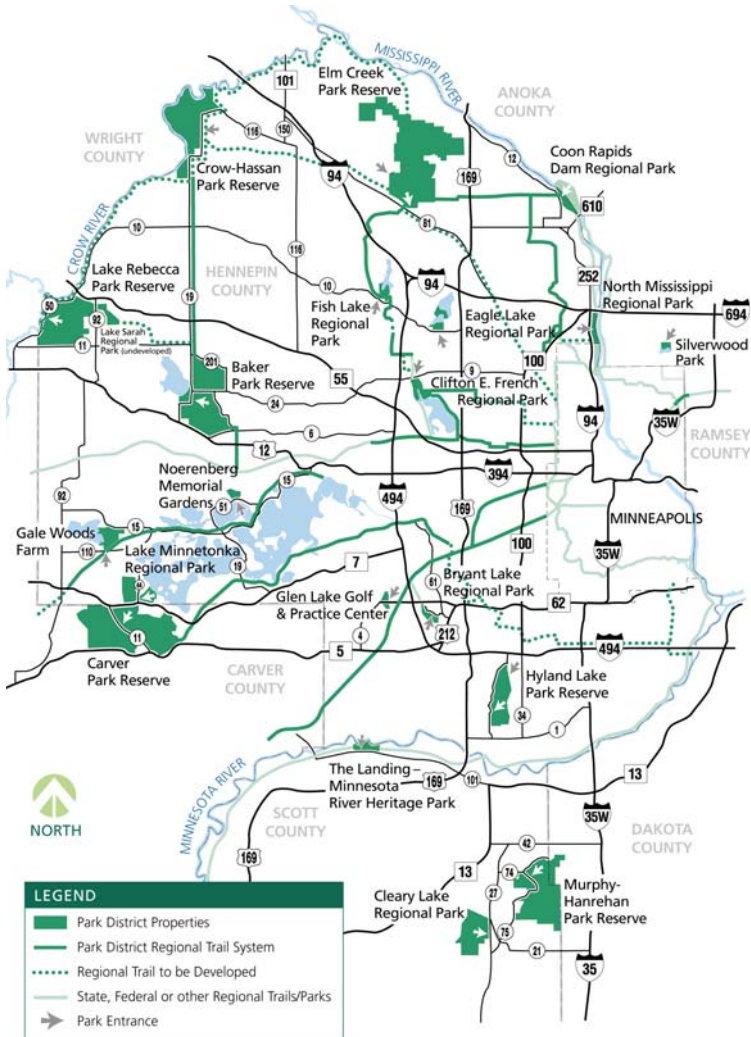 MISSISSIPPI RIVER
Elm Creek
Park Reserve
101
ANOKA
COUNTY
WRIGHT
COUNTY
116
150
94
169
12
Coon Rapids
Dam Regional Park
Crow-Hassan
Park Reserve
610
81
CROW RIVER
10
116
252
Lake Rebecca
Park Reserve
HENNEPIN
COUNTY
19
10
94
North Mississippi
Regional Park
694
50
92
Fish Lake
Regional
Park
Eagle Lake
Regional Park
Silverwood
Park
Lake Sarah
Regional
Park (undeveloped)
11
201
Baker
Park Reserve
55
9
100
Clifton E. French
Regional Park
24
94
35W
RAMSEY
COUNTY
6
12
394
Noerenberg
Memorial
Gardens
15
92
51
494
169
MINNEAPOLIS
Gale Woods
Farm
15
100
110
Lake Minnetonka
Regional Park
19
7
35W
44
61
Bryant Lake
Regional Park
Glen Lake Golf
& Practice Center
62
11
4
212
5
494
Carver
Park Reserve
CARVER
COUNTY
Hyland Lake
Park Reserve
34
1
MINNESOTA RIVER
The Landing –
Minnesota
River Heritage Park
169
101
13
NORTH
SCOTT
COUNTY
35W
DAKOTA
COUNTY
169
42
13
74
Cleary Lake
Regional Park
27
Murphy-
Hanrehan
Park Reserve
75
21
35
LEGEND
Park District Properties
Park District Regional Trail System
Regional Trail to be Developed
State, Federal or other Regional Trails/Parks
Park Entrance